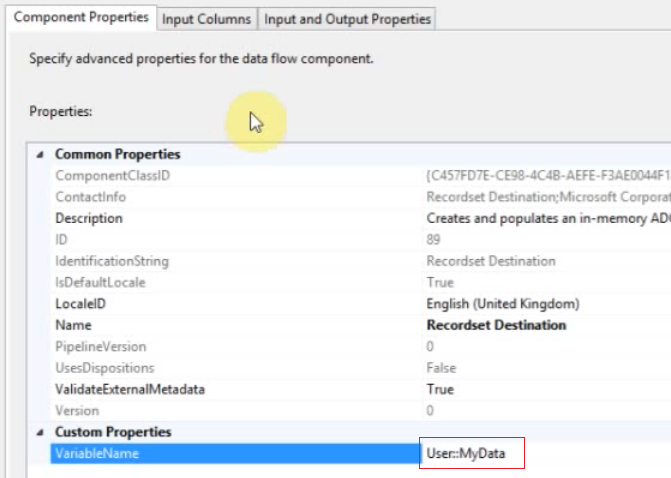 Component Properties Input Columns Input and Output Properties
Specify advanced properties for the data flow component.
Properties:
Common Properties
ComponentClassID {C457FD7E-CE98-4C4B-AEFE-F3AE0044F1
ContactInfo Recordset Destination;Microsoft Corporat
Description Creates and populates an in-memory ADO
ID 89
IdentificationString Recordset Destination
IsDefaultLocale True
LocaleID English (United Kingdom)
Name Recordset Destination
PipelineVersion 0
UsesDispositions False
ValidateExternalMetadata True
Version 0
Custom Properties
VariableName User::MyData